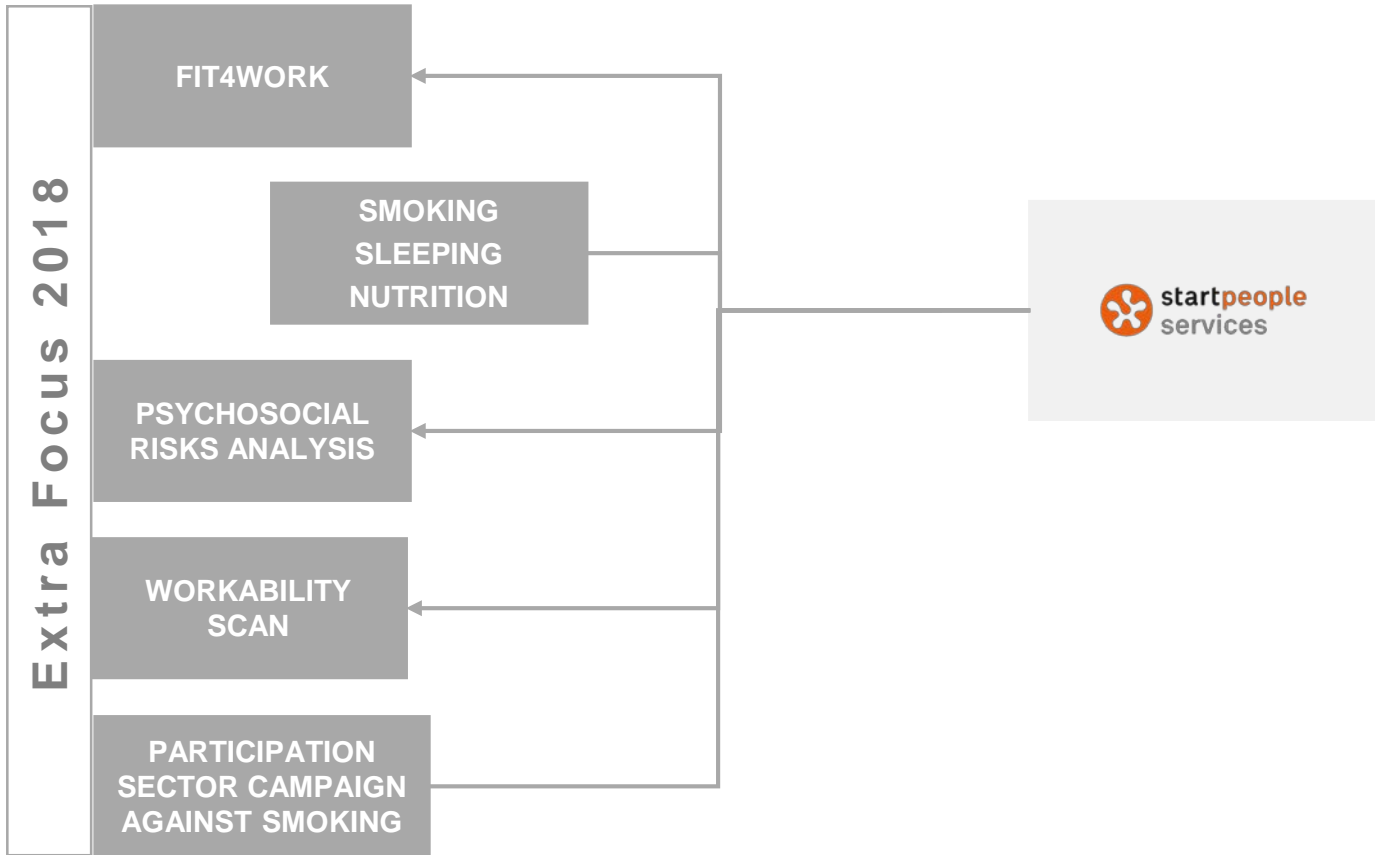 Extra Focus 2018
FIT4WORK
SMOKING
SLEEPING
NUTRITION
PSYCHOSOCIAL
RISKS ANALYSIS
WORKABILITY
SCAN
PARTICIPATION
SECTOR CAMPAIGN
AGAINST SMOKING
startpeople
services